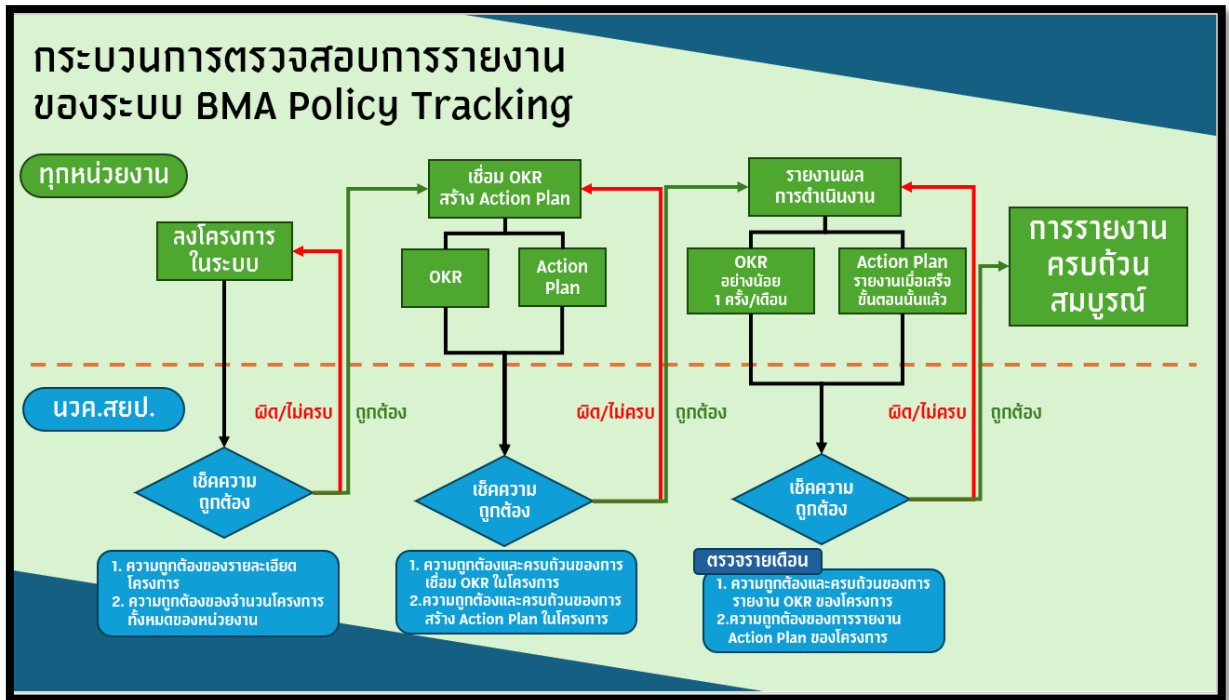 กระบวนการตรวจสอบการรายงาน
ของระบบ BMA Policy Tracking
ทุกหน่วยงาน
ลงโครงการ
ในระบบ
เชื่อม OKR
สร้าง Action Plan
OKR
Action
Plan
รายงานผล
การดำเนินงาน
OKR
อย่างน้อย
1 ครั้ง/เดือน
Action Plan
รายงานเมื่อเสร็จ
ขั้นตอนนั้นแล้ว
การรายงาน
ครบถ้วน
สมบูรณ์
นวค.สยป.
ผิด/ไม่ครบ
ถูกต้อง
ผิด/ไม่ครบ
ถูกต้อง
ผิด/ไม่ครบ
ถูกต้อง
เช็คความ
ถูกต้อง
เช็คความ
ถูกต้อง
เช็คความ
ถูกต้อง
1. ความถูกต้องของรายละเอียด
โครงการ
2. ความถูกต้องของจำนวนโครงการ
ทั้งหมดของหน่วยงาน
1. ความถูกต้องและครบถ้วนของการ
เชื่อม OKR ในโครงการ
2.ความถูกต้องและครบถ้วนของการ
สร้าง Action Plan ในโครงการ
ตรวจรายเดือน
1. ความถูกต้องและครบถ้วนของการ
รายงาน OKR ของโครงการ
2.ความถูกต้องของการรายงาน
Action Plan ของโครงการ